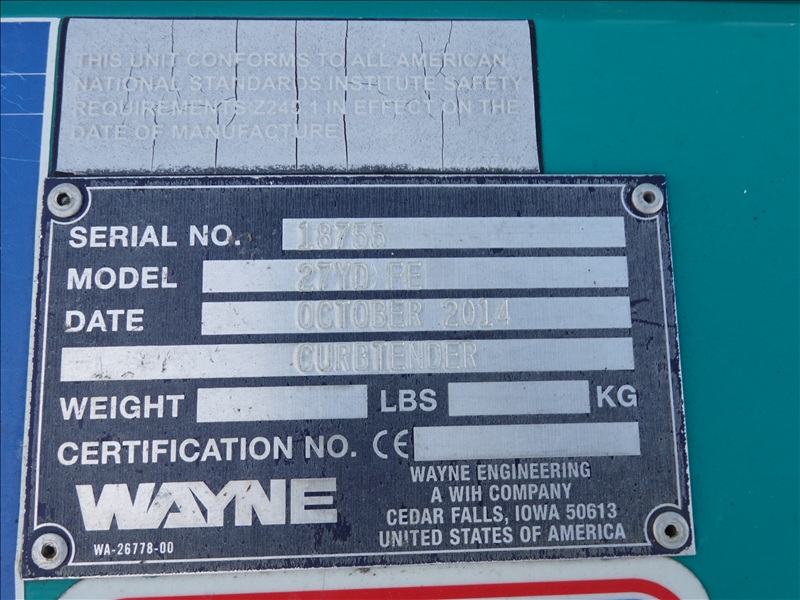 THIS UNIT CONFORMS TO ALL AMERICAN
NATIONAL STANDARDS INSTITUTE SAFETY
REQUIREMENTS Z245.1 IN EFFECT ON THE
DATE OF MANUFACTURE
SERIAL NO. 18755
MODEL 27YD PE
DATE OCTOBER 2014
CURBTENDER
WEIGHT LBS KG
CERTIFICATION NO. CE
WAYNE
WAYNE ENGINEERING
A WIH COMPANY
CEDAR FALLS, IOWA 50613
UNITED STATES OF AMERICA
WA-26778-00